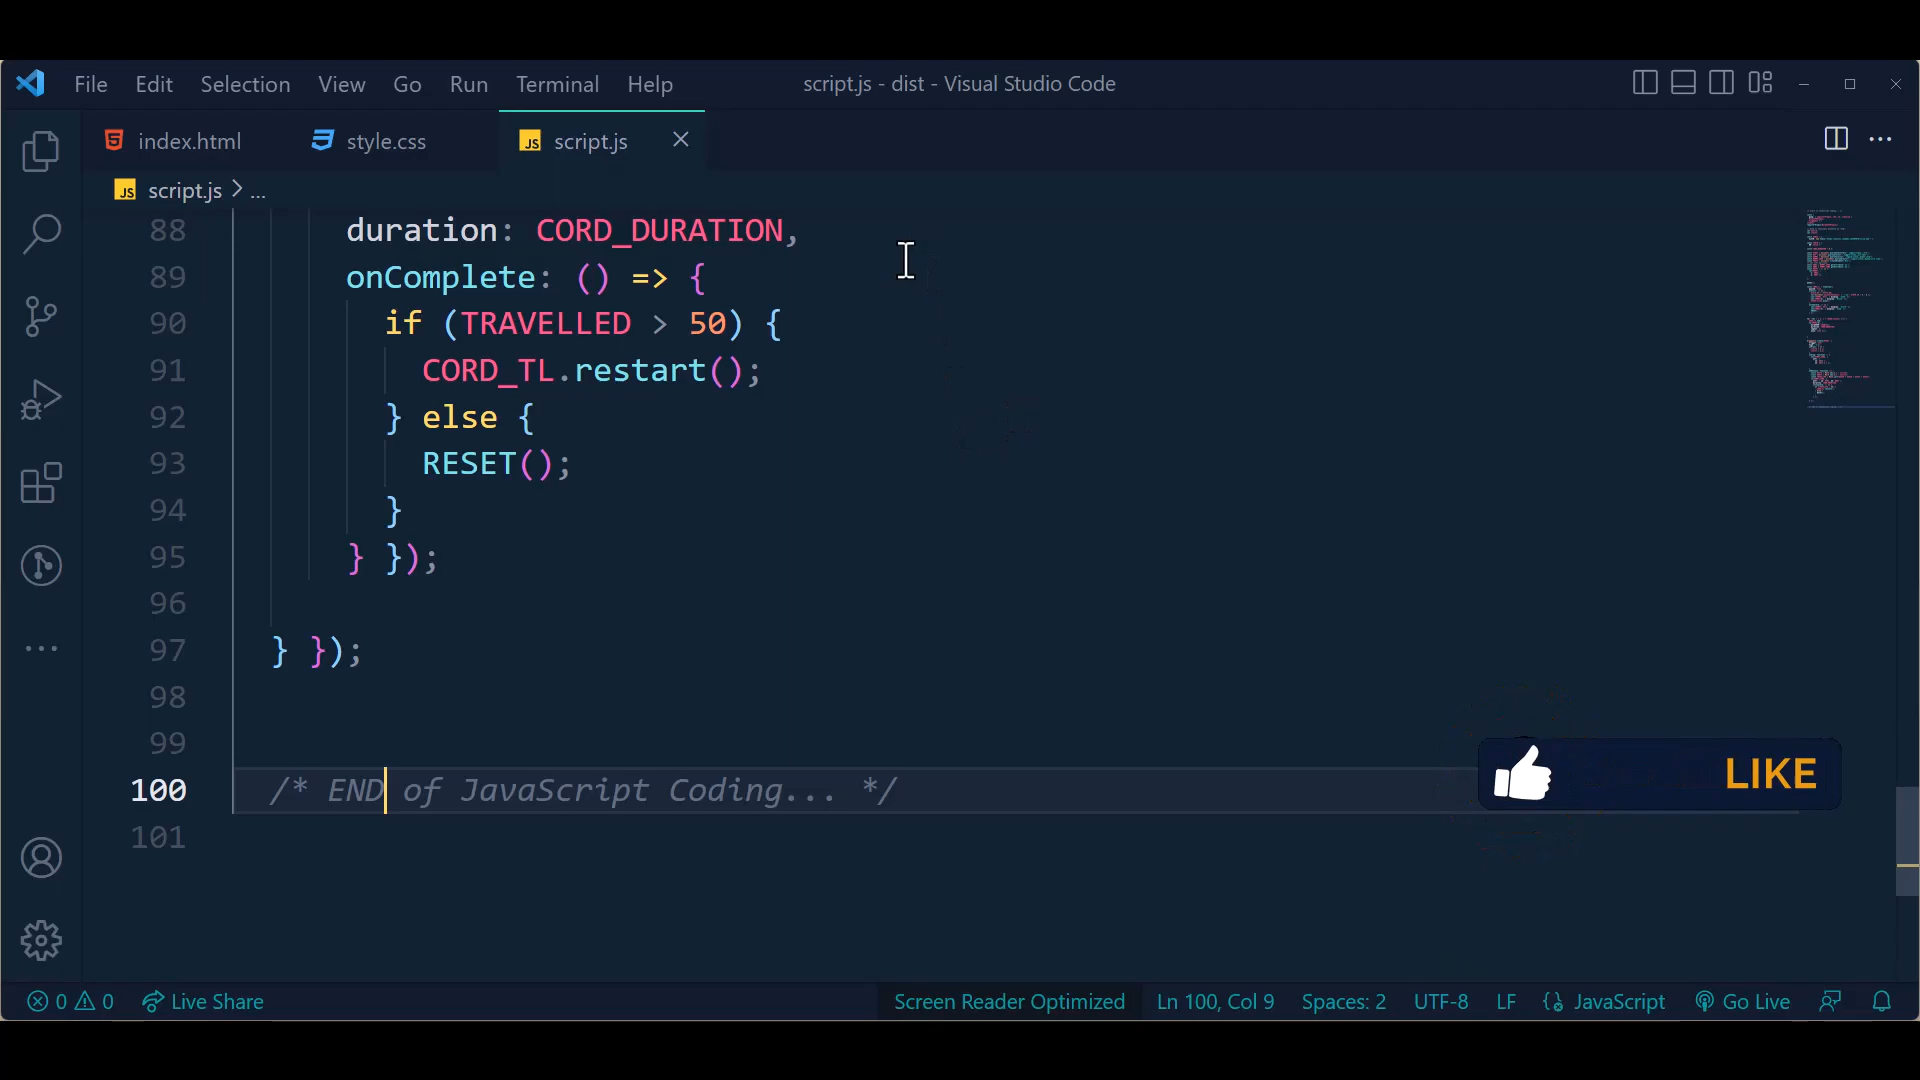 File Edit Selection View Go Run Terminal Help script.js - dist - Visual Studio Code
index.html style.css JS script.js
JS script.js > ...
88 duration: CORD_DURATION,
89 onComplete: () => {
90 if (TRAVELLED > 50) {
91 CORD_TL.restart();
92 } else {
93 RESET();
94 }
95 } });
96
97 } });
98
99
100 /* END of JavaScript Coding... */
101
LIKE
0 0 Live Share Screen Reader Optimized Ln 100, Col 9 Spaces: 2 UTF-8 LF JavaScript Go Live